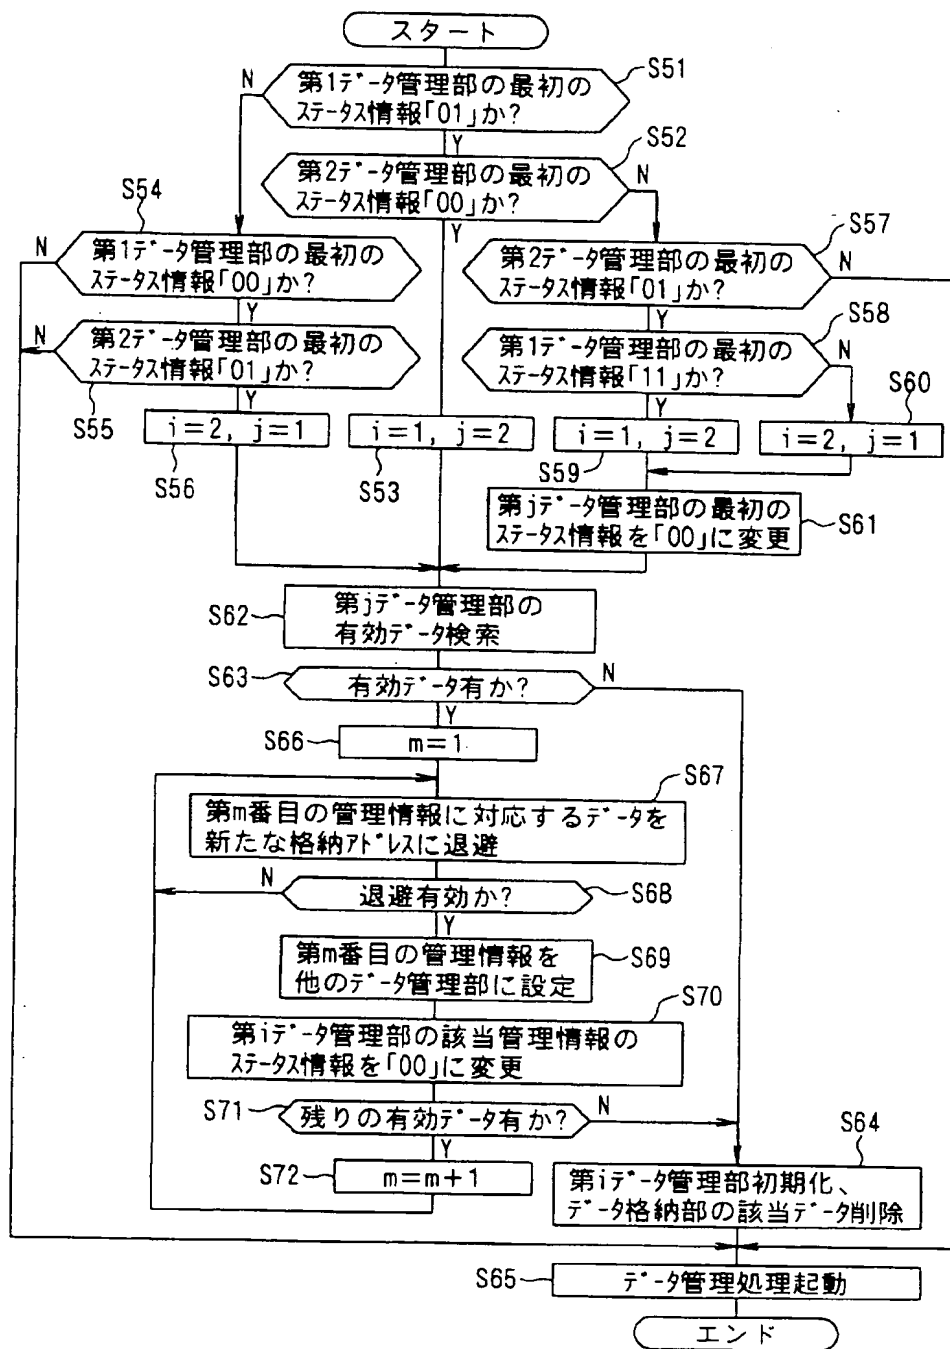 スタート
S51
N
第1データ管理部の最初の
ステータス情報「01」か?
Y
S52
第2データ管理部の最初の
ステータス情報「00」か?
N
Y
S54
N
第1データ管理部の最初の
ステータス情報「00」か?
Y
S57
第2データ管理部の最初の
ステータス情報「01」か?
N
Y
N
第2データ管理部の最初の
ステータス情報「01」か?
S55
Y
S58
第1データ管理部の最初の
ステータス情報「11」か?
N
Y
S60
i=2, j=1
S56
i=1, j=2
S53
i=1, j=2
S59
i=2, j=1
第jデータ管理部の最初の
ステータス情報を「00」に変更
S61
S62
第jデータ管理部の
有効データ検索
S63
有効データ有か?
N
Y
S66
m=1
S67
第m番目の管理情報に対応するデータを
新たな格納アドレスに退避
N
退避有効か?
S68
Y
第m番目の管理情報を
他のデータ管理部に設定
S69
S70
第iデータ管理部の該当管理情報の
ステータス情報を「00」に変更
S71
残りの有効データ有か?
N
Y
S72
m=m+1
S64
第iデータ管理部初期化、
データ格納部の該当データ削除
S65
データ管理処理起動
エンド